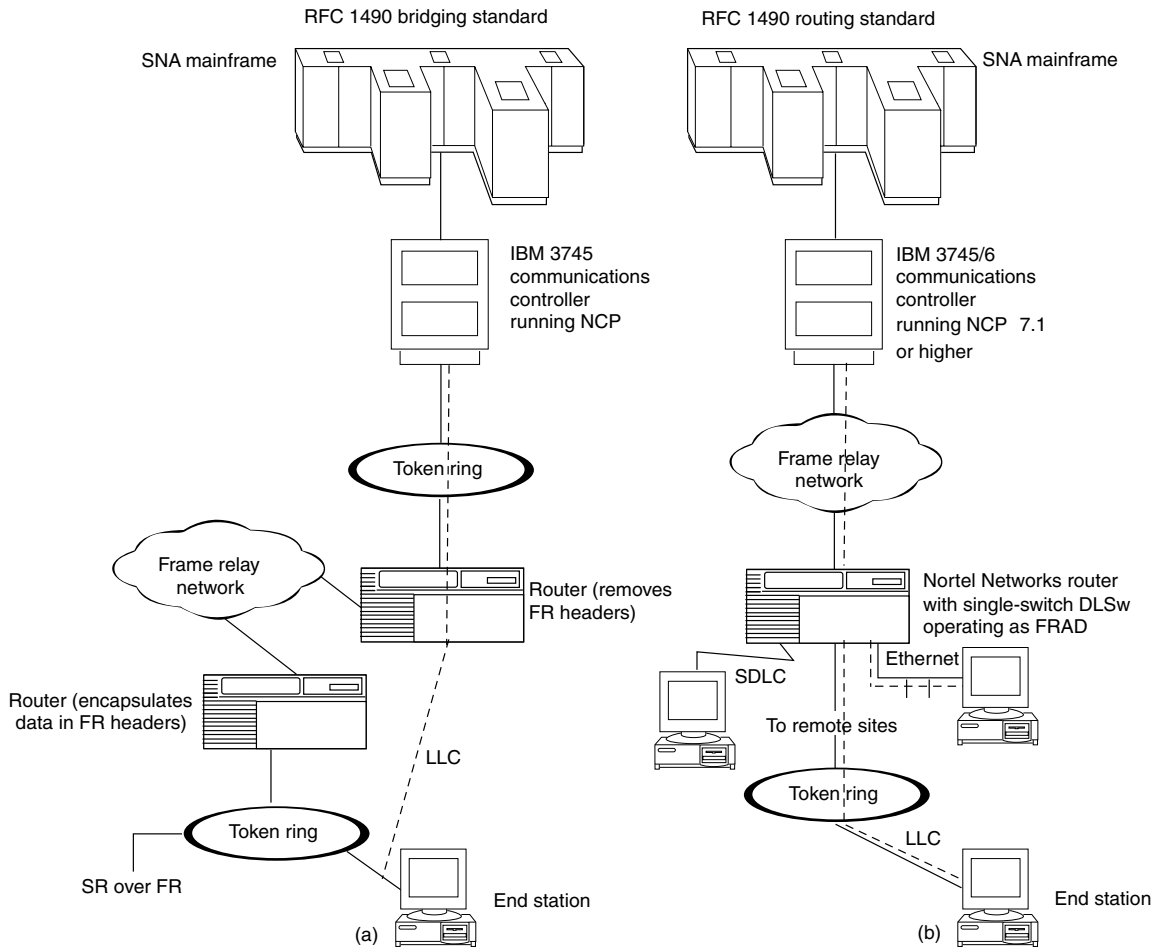 RFC 1490 bridging standard
SNA mainframe
IBM 3745
communications
controller
running NCP
Token ring
Frame relay
network
Router (removes
FR headers)
Router (encapsulates
data in FR headers)
LLC
Token ring
SR over FR
End station
(a)
RFC 1490 routing standard
SNA mainframe
IBM 3745/6
communications
controller
running NCP 7.1
or higher
Frame relay
network
Nortel Networks router
with single-switch DLSw
operating as FRAD
Ethernet
SDLC
To remote sites
Token ring
LLC
End station
(b)